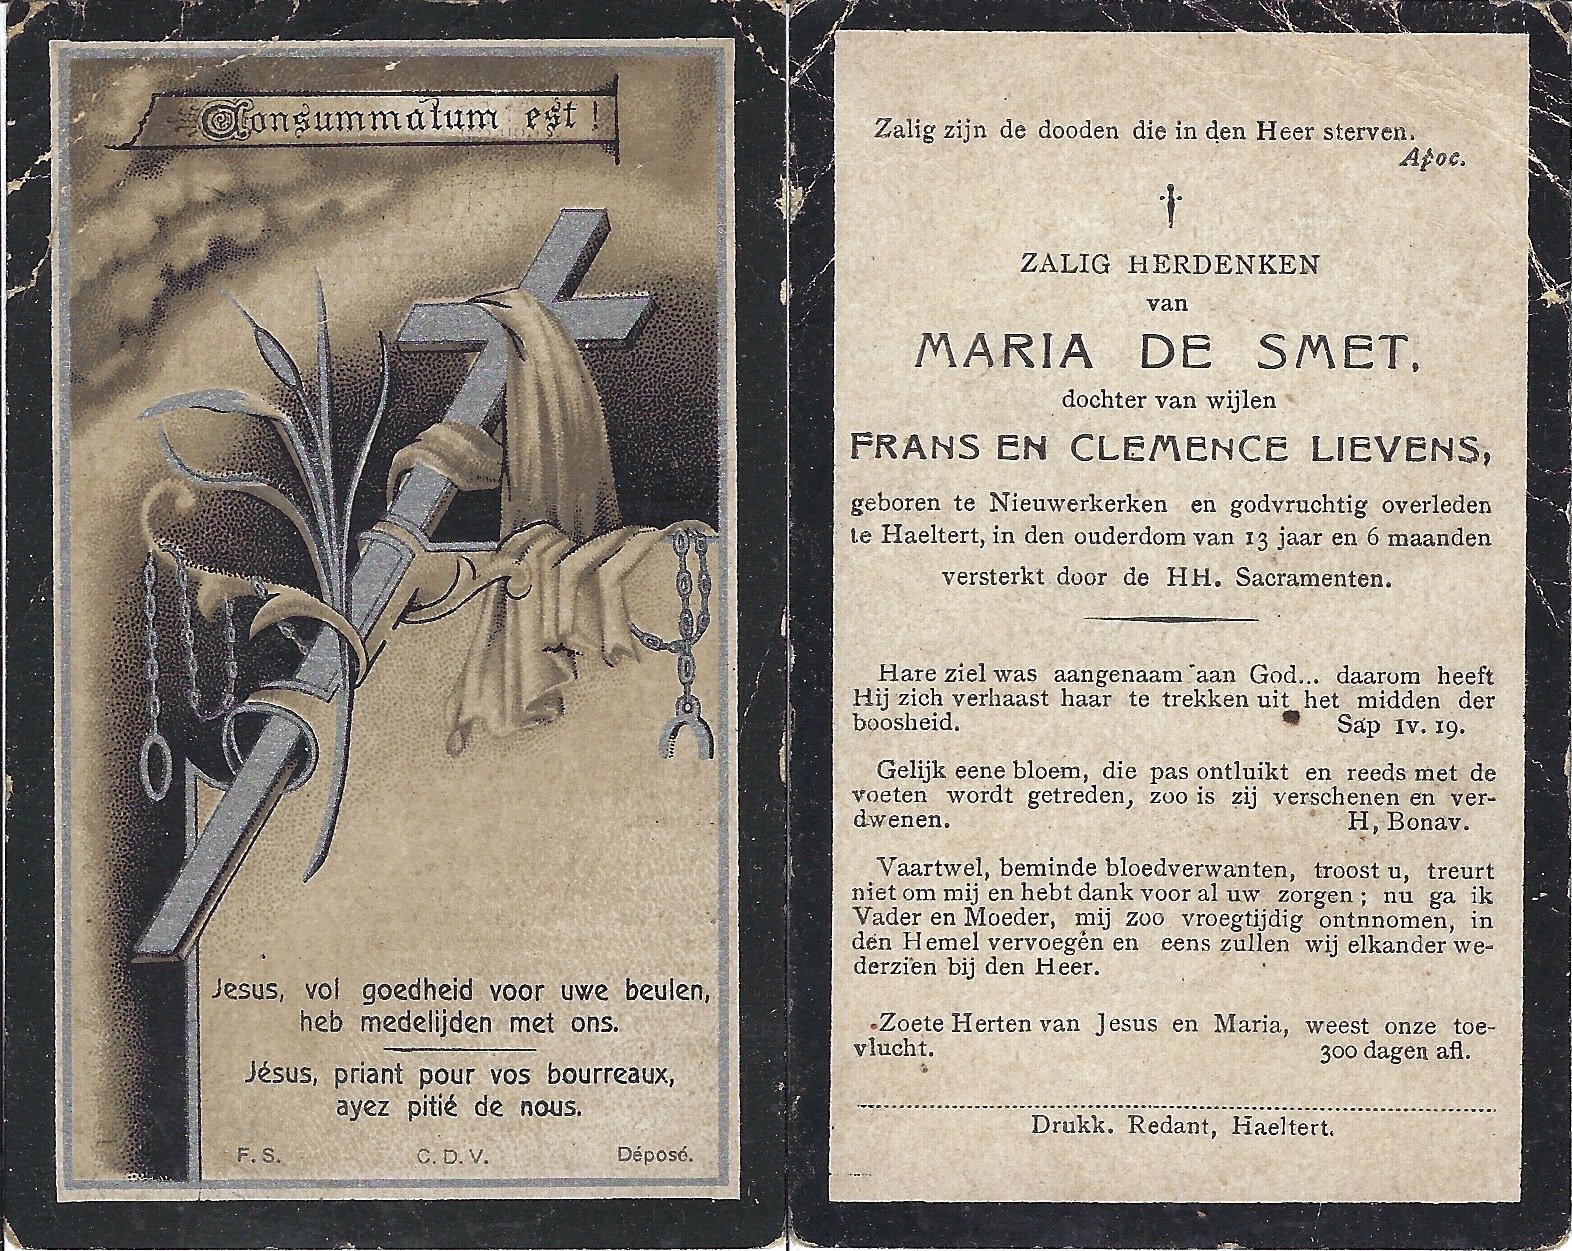 Consummatum est !
Jesus, vol goedheid voor uwe beulen,
heb medelijden met ons.
Jésus, priant pour vos bourreaux,
ayez pitié de nous.
F. S. C. D. V. Déposé.
Zalig zijn de dooden die in den Heer sterven.
Apoc.
ZALIG HERDENKEN
van
MARIA DE SMET.
dochter van wijlen
FRANS EN CLEMENCE LIEVENS,
geboren te Nieuwerkerken en godvruchtig overleden
te Haeltert, in den ouderdom van 13 jaar en 6 maanden
versterkt door de HH. Sacramenten.
Hare ziel was aangenaam aan God... daarom heeft
Hij zich verhaast haar te trekken uit het midden der
boosheid. Sap IV. 19.
Gelijk eene bloem, die pas ontluikt en reeds met de
voeten wordt getreden, zoo is zij verschenen en ver-
dwenen. H, Bonav.
Vaartwel, beminde bloedverwanten, troost u, treurt
niet om mij en hebt dank voor al uw zorgen ; nu ga ik
Vader en Moeder, mij zoo vroegtijdig ontnnomen, in
den Hemel vervoegen en eens zullen wij elkander we-
derzien bij den Heer.
Zoete Herten van Jesus en Maria, weest onze toe-
vlucht. 300 dagen afl.
Drukk. Redant, Haeltert.